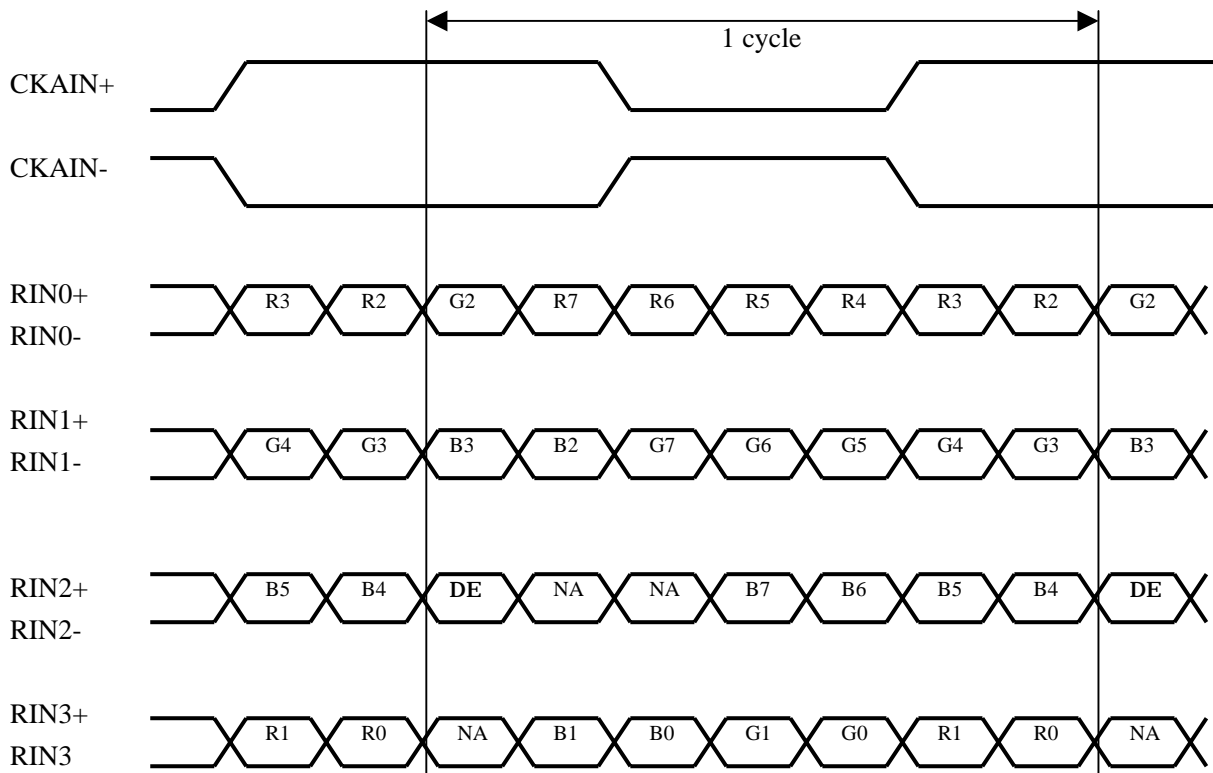 1 cycle
CKAIN+
CKAIN-
RIN0+
R3 R2 G2 R7 R6 R5 R4 R3 R2 G2
RIN0-
RIN1+
G4 G3 B3 B2 G7 G6 G5 G4 G3 B3
RIN1-
RIN2+
B5 B4 DE NA NA B7 B6 B5 B4 DE
RIN2-
RIN3+
R1 R0 NA B1 B0 G1 G0 R1 R0 NA
RIN3